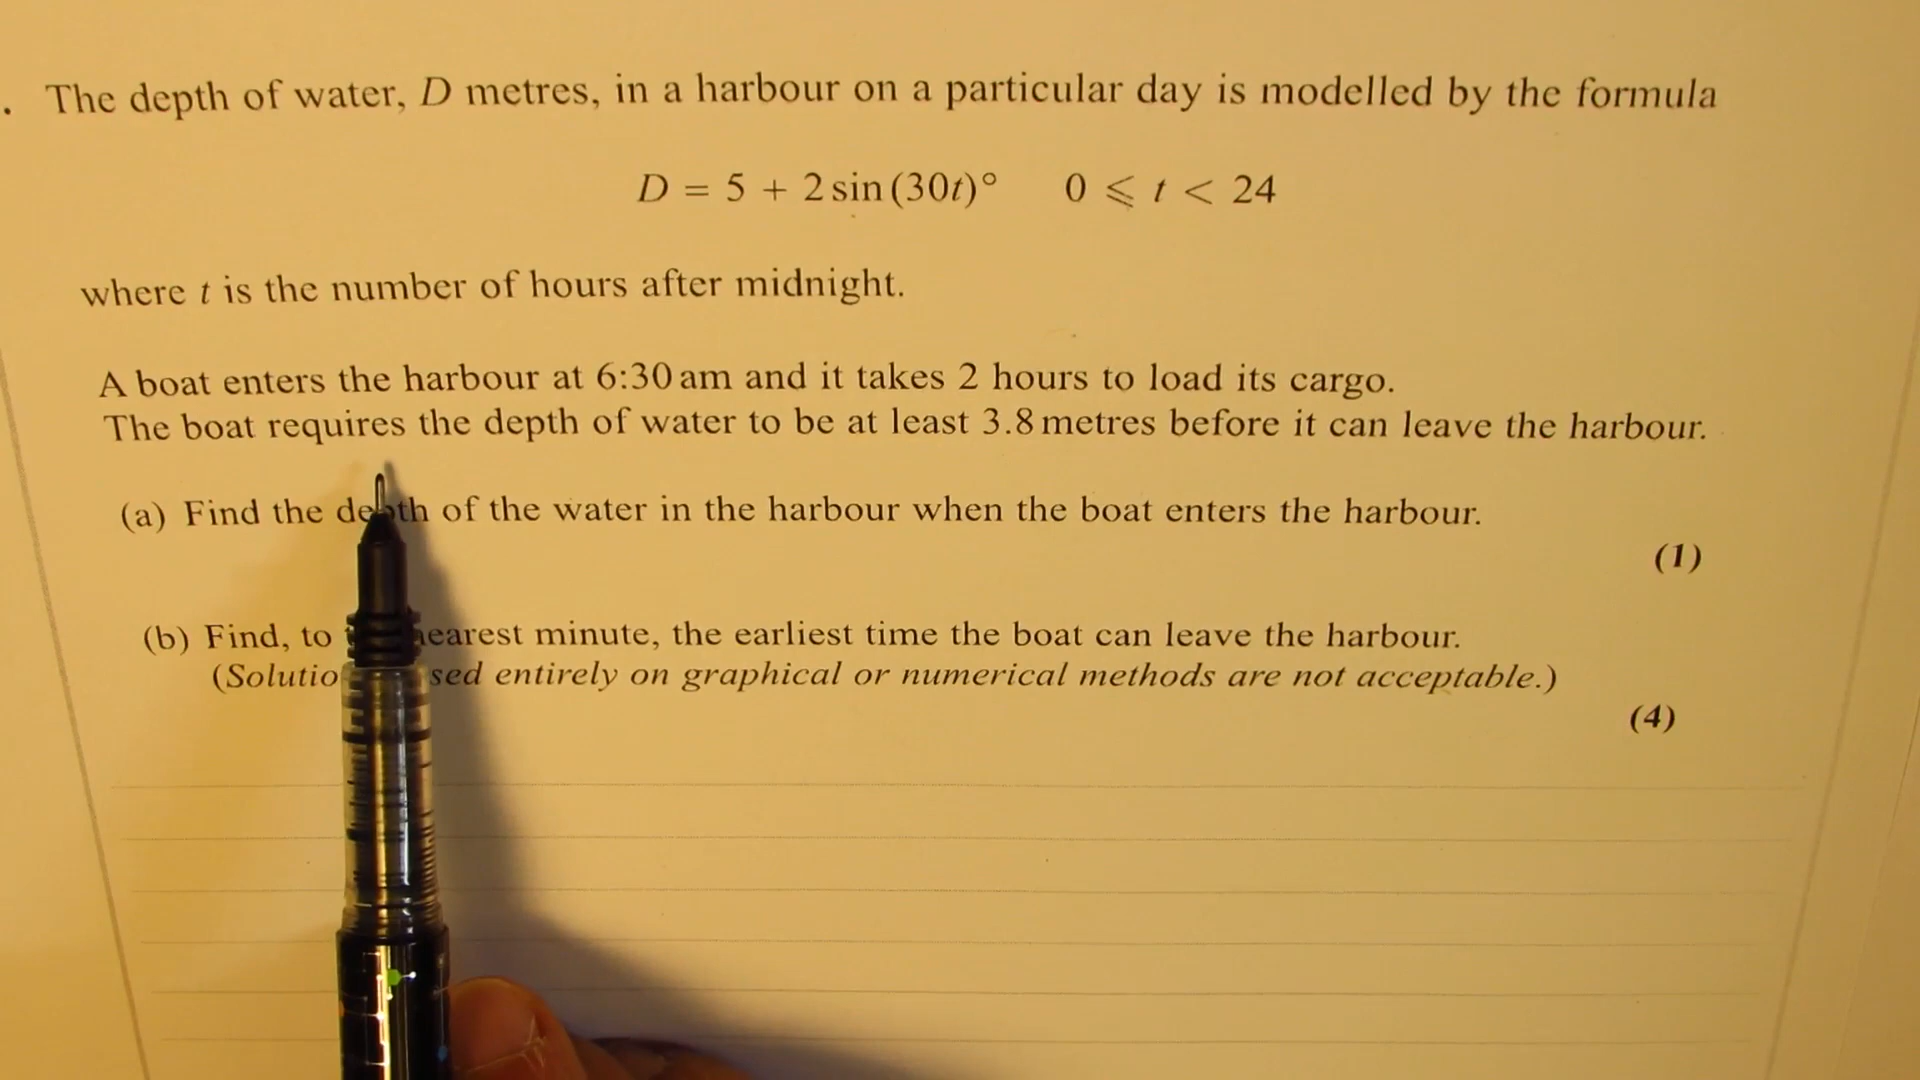 . The depth of water, D metres, in a harbour on a particular day is modelled by the formula
D = 5 + 2 sin (30t)° 0 ⩽ t < 24
where t is the number of hours after midnight.
A boat enters the harbour at 6:30 am and it takes 2 hours to load its cargo.
The boat requires the depth of water to be at least 3.8 metres before it can leave the harbour.
(a) Find the depth of the water in the harbour when the boat enters the harbour.
(1)
(b) Find, to nearest minute, the earliest time the boat can leave the harbour.
(Solutio sed entirely on graphical or numerical methods are not acceptable.)
(4)